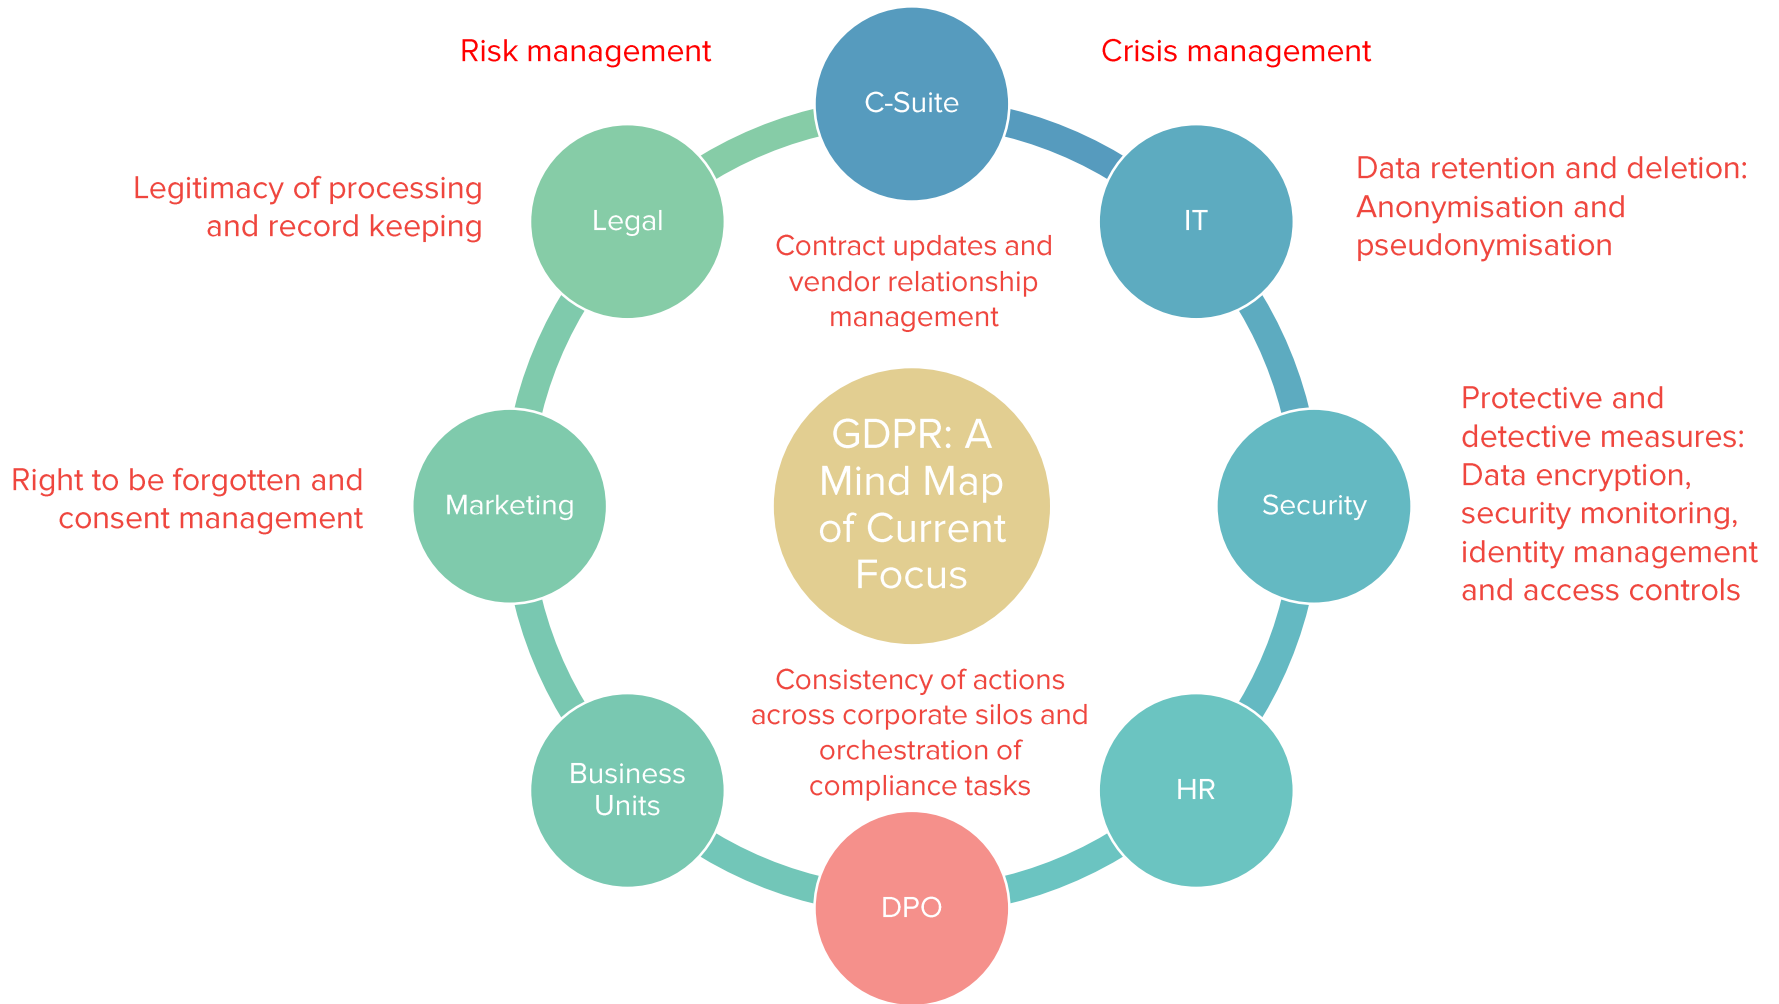 Risk management
C-Suite
Crisis management
Legitimacy of processing
and record keeping
Legal
IT
Data retention and deletion:
Anonymisation and
pseudonymisation
Contract updates and
vendor relationship
management
Right to be forgotten and
consent management
Marketing
GDPR: A
Mind Map
of Current
Focus
Security
Protective and
detective measures:
Data encryption,
security monitoring,
identity management
and access controls
Consistency of actions
across corporate silos and
orchestration of
compliance tasks
Business
Units
HR
DPO